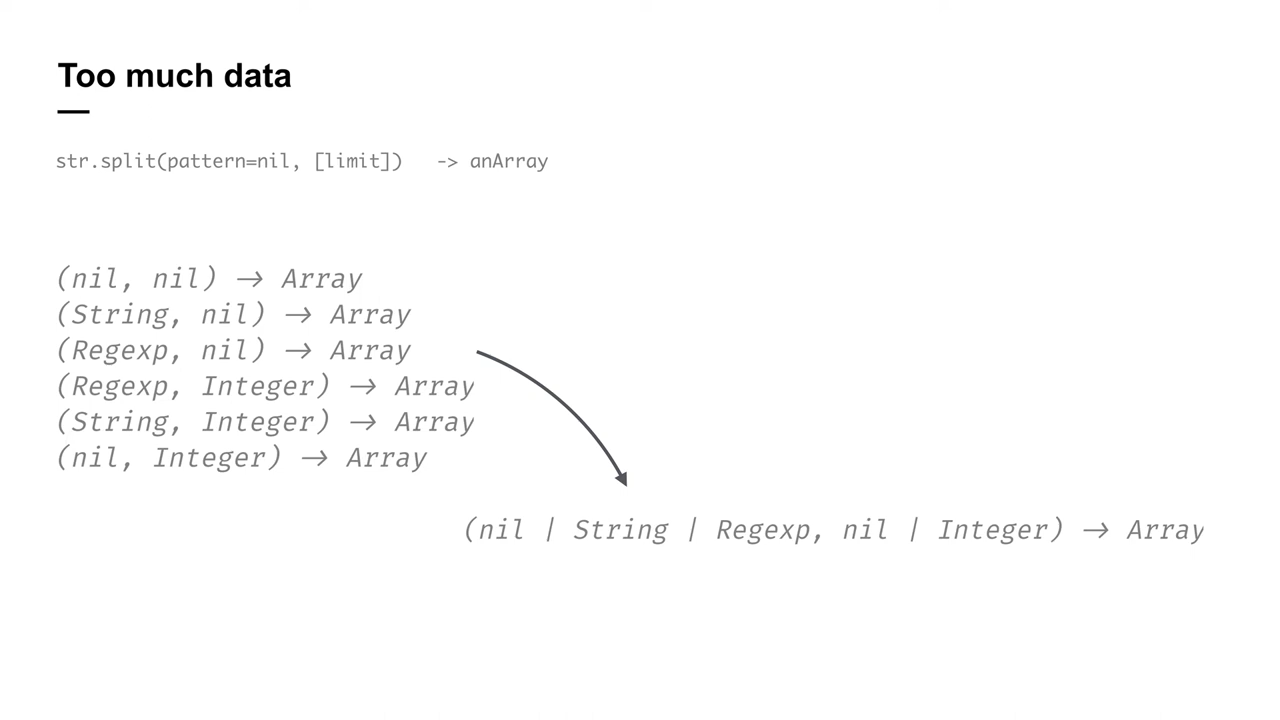 Too much data
str.split(pattern=nil, [limit])   -> anArray
(nil, nil) → Array
(String, nil) → Array
(Regexp, nil) → Array
(Regexp, Integer) → Array
(String, Integer) → Array
(nil, Integer) → Array
(nil | String | Regexp, nil | Integer) → Array